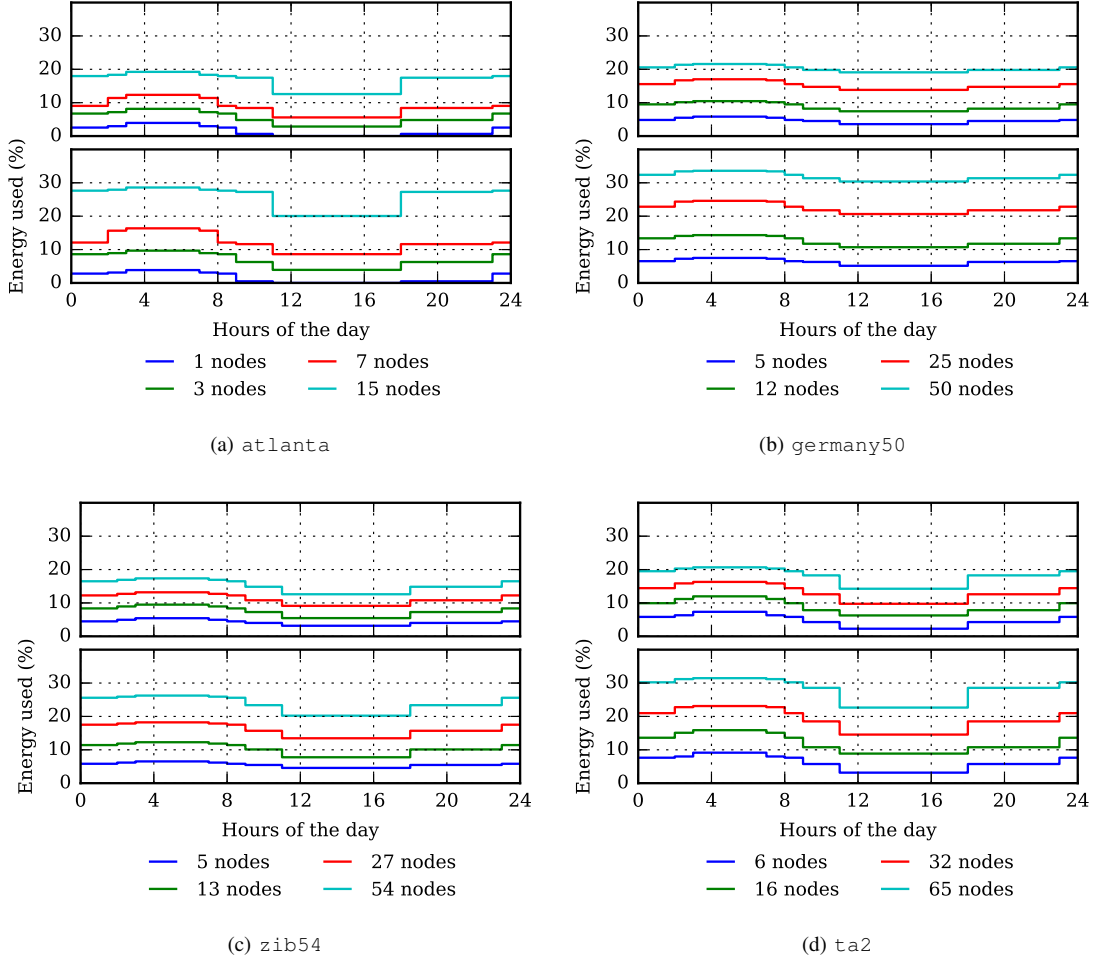 30
20
10
0
30
20
10
0
Energy used (%)
0 4 8 12 16 20 24
Hours of the day
1 nodes 7 nodes
3 nodes 15 nodes
(a) atlanta
30
20
10
0
30
20
10
0
Energy used (%)
0 4 8 12 16 20 24
Hours of the day
5 nodes 25 nodes
12 nodes 50 nodes
(b) germany50
30
20
10
0
30
20
10
0
Energy used (%)
0 4 8 12 16 20 24
Hours of the day
5 nodes 27 nodes
13 nodes 54 nodes
(c) zib54
30
20
10
0
30
20
10
0
Energy used (%)
0 4 8 12 16 20 24
Hours of the day
6 nodes 32 nodes
16 nodes 65 nodes
(d) ta2